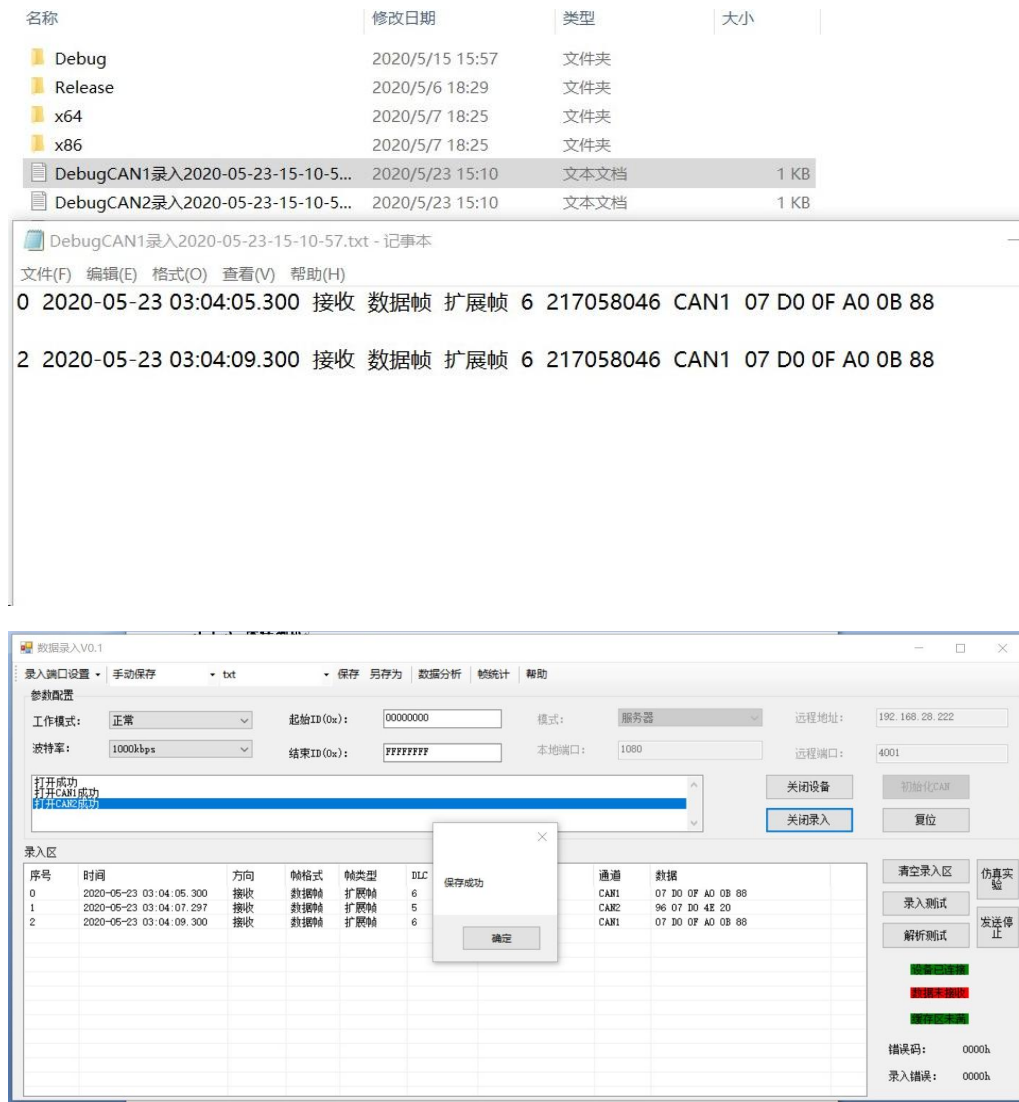 名称 修改日期 类型 大小
Debug 2020/5/15 15:57 文件夹
Release 2020/5/6 18:29 文件夹
x64 2020/5/7 18:25 文件夹
x86 2020/5/7 18:25 文件夹
DebugCAN1录入2020-05-23-15-10-5... 2020/5/23 15:10 文本文档 1 KB
DebugCAN2录入2020-05-23-15-10-5... 2020/5/23 15:10 文本文档 1 KB
DebugCAN1录入2020-05-23-15-10-57.txt - 记事本
文件(F) 编辑(E) 格式(O) 查看(V) 帮助(H)
0 2020-05-23 03:04:05.300 接收 数据帧 扩展帧 6 217058046 CAN1 07 D0 0F A0 0B 88
2 2020-05-23 03:04:09.300 接收 数据帧 扩展帧 6 217058046 CAN1 07 D0 0F A0 0B 88
数据录入V0.1
录入端口设置 手动保存 txt 保存 另存为 数据分析 帧统计 帮助
参数配置
工作模式: 正常 起始ID(0x): 00000000 模式: 服务器 远程地址: 192.168.28.222
波特率: 1000kbps 结束ID(0x): FFFFFFFF 本地端口: 1080 远程端口: 4001
打开成功
打开CAN1成功
打开CAN2成功
关闭设备 初始化CAN
关闭录入 复位
录入区
序号 时间 方向 帧格式 帧类型 DLC 通道 数据
0 2020-05-23 03:04:05.300 接收 数据帧 扩展帧 6 CAN1 07 D0 0F A0 0B 88
1 2020-05-23 03:04:07.297 接收 数据帧 扩展帧 5 CAN2 96 07 D0 4E 20
2 2020-05-23 03:04:09.300 接收 数据帧 扩展帧 6 CAN1 07 D0 0F A0 0B 88
保存成功
确定
清空录入区 仿真实验
录入测试
解析测试 发送停止
设备已连接
数据未接收
缓存区未满
错误码: 0000h
录入错误: 0000h